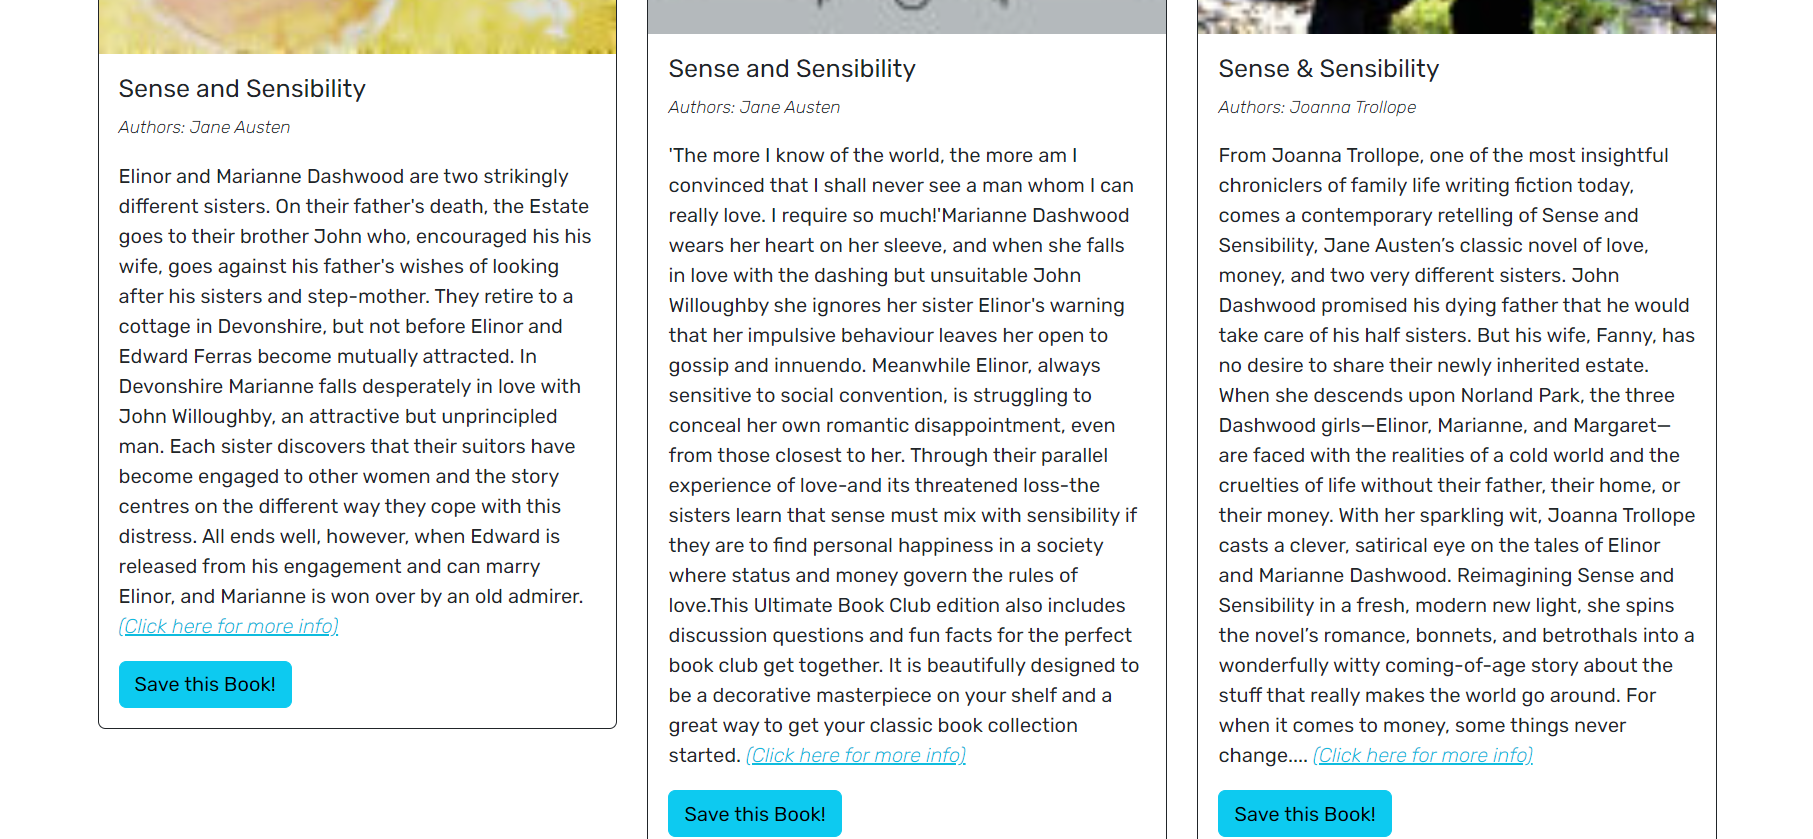 Sense and Sensibility
Authors: Jane Austen
Elinor and Marianne Dashwood are two strikingly
different sisters. On their father's death, the Estate
goes to their brother John who, encouraged his his
wife, goes against his father's wishes of looking
after his sisters and step-mother. They retire to a
cottage in Devonshire, but not before Elinor and
Edward Ferras become mutually attracted. In
Devonshire Marianne falls desperately in love with
John Willoughby, an attractive but unprincipled
man. Each sister discovers that their suitors have
become engaged to other women and the story
centres on the different way they cope with this
distress. All ends well, however, when Edward is
released from his engagement and can marry
Elinor, and Marianne is won over by an old admirer.
(Click here for more info)
Save this Book!
Sense and Sensibility
Authors: Jane Austen
'The more I know of the world, the more am I
convinced that I shall never see a man whom I can
really love. I require so much!'Marianne Dashwood
wears her heart on her sleeve, and when she falls
in love with the dashing but unsuitable John
Willoughby she ignores her sister Elinor's warning
that her impulsive behaviour leaves her open to
gossip and innuendo. Meanwhile Elinor, always
sensitive to social convention, is struggling to
conceal her own romantic disappointment, even
from those closest to her. Through their parallel
experience of love-and its threatened loss-the
sisters learn that sense must mix with sensibility if
they are to find personal happiness in a society
where status and money govern the rules of
love.This Ultimate Book Club edition also includes
discussion questions and fun facts for the perfect
book club get together. It is beautifully designed to
be a decorative masterpiece on your shelf and a
great way to get your classic book collection
started. (Click here for more info)
Save this Book!
Sense & Sensibility
Authors: Joanna Trollope
From Joanna Trollope, one of the most insightful
chroniclers of family life writing fiction today,
comes a contemporary retelling of Sense and
Sensibility, Jane Austen’s classic novel of love,
money, and two very different sisters. John
Dashwood promised his dying father that he would
take care of his half sisters. But his wife, Fanny, has
no desire to share their newly inherited estate.
When she descends upon Norland Park, the three
Dashwood girls—Elinor, Marianne, and Margaret—
are faced with the realities of a cold world and the
cruelties of life without their father, their home, or
their money. With her sparkling wit, Joanna Trollope
casts a clever, satirical eye on the tales of Elinor
and Marianne Dashwood. Reimagining Sense and
Sensibility in a fresh, modern new light, she spins
the novel’s romance, bonnets, and betrothals into a
wonderfully witty coming-of-age story about the
stuff that really makes the world go around. For
when it comes to money, some things never
change.... (Click here for more info)
Save this Book!